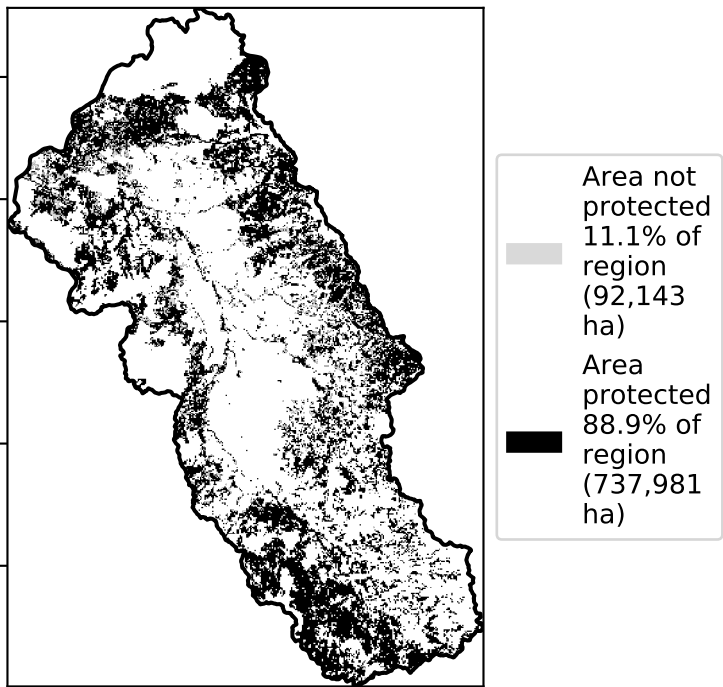 Area not
protected
11.1% of
region
(92,143
ha)
Area
protected
88.9% of
region
(737,981
ha)